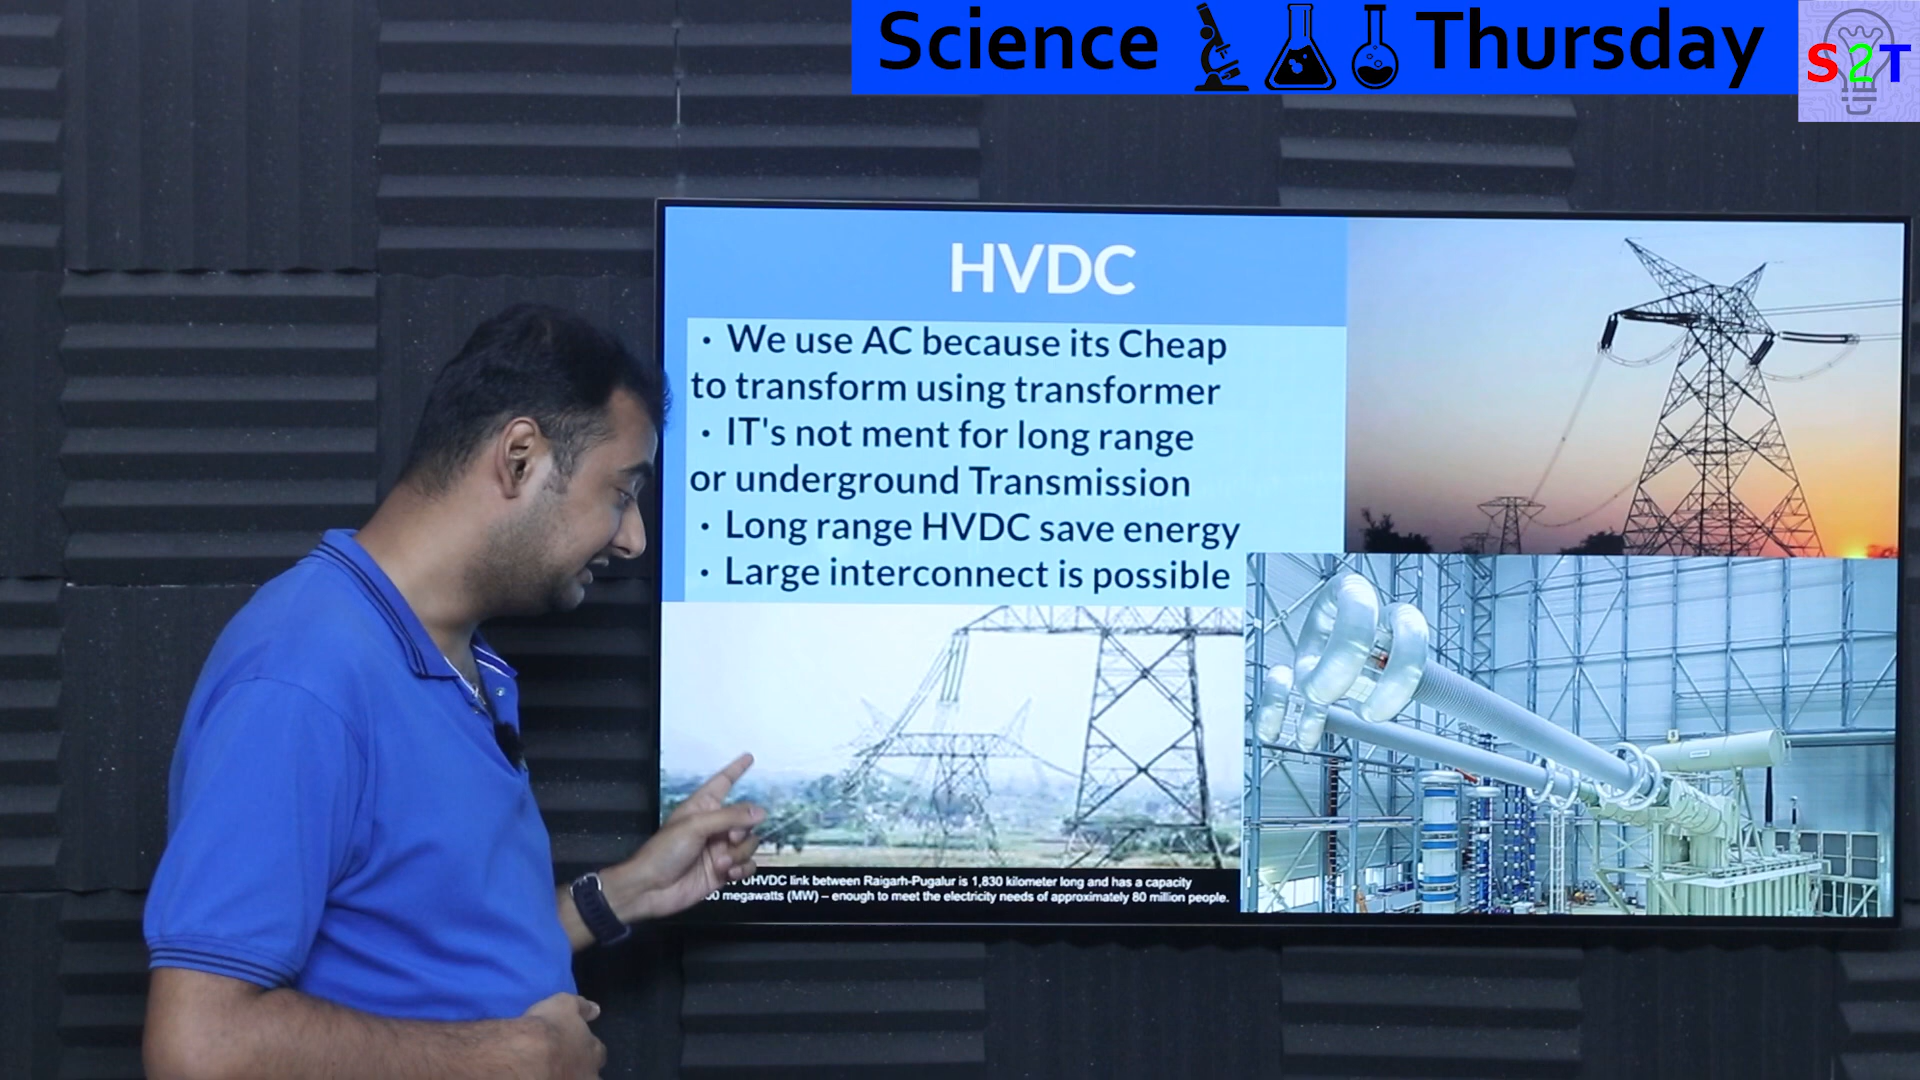 Science Thursday
S2T
HVDC
· We use AC because its Cheap
to transform using transformer
· IT's not ment for long range
or underground Transmission
· Long range HVDC save energy
· Large interconnect is possible
UHVDC link between Raigarh-Pugalur is 1,830 kilometer long and has a capacity
megawatts (MW) – enough to meet the electricity needs of approximately 80 million people.